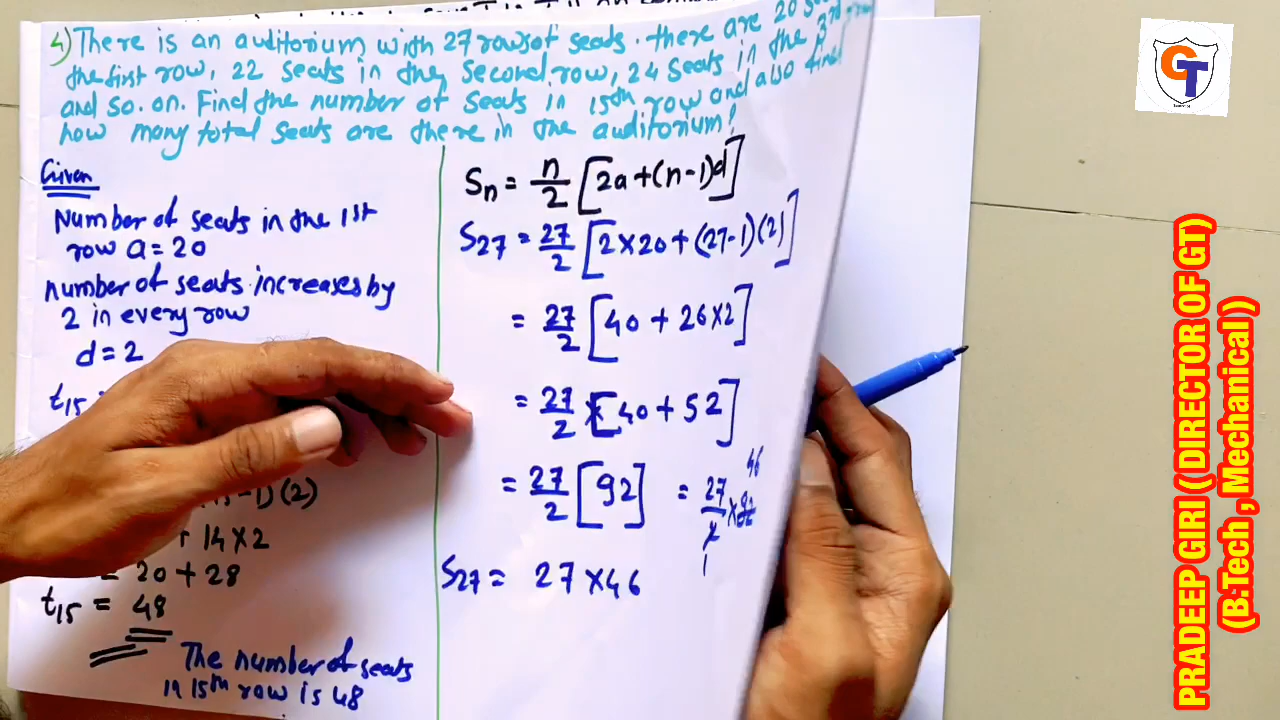 4) There is an auditorium with 27 rows of seats. there are 20
the first row, 22 seats in the second row, 24 seats in the 3rd
and so. on. Find the number of seats in 15th row and also find
how many total seats are there in the auditorium?
Given
Number of seats in the 1st
row a = 20
number of seats increases by
2 in every row
d = 2
t15
-1)(2)
14×2
= 20 + 28
t15 = 48
The number of seats
in 15th row is 48
Sn = n/2 [2a+(n-1)d]
S27 = 27/2 [2×20+(27-1)(2)]
= 27/2 [40 + 26×2]
= 27/2 [40 + 52]
= 27/2 [92] = 27/2 × 92
46
1
S27 = 27×46
GT
PRADEEP GIRI (( DIRECTOR OF GT)
(B.Tech , Mechanical )